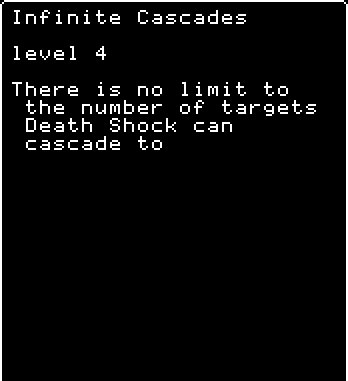 Infinite Cascades
level 4
There is no limit to
the number of targets
Death Shock can
cascade to